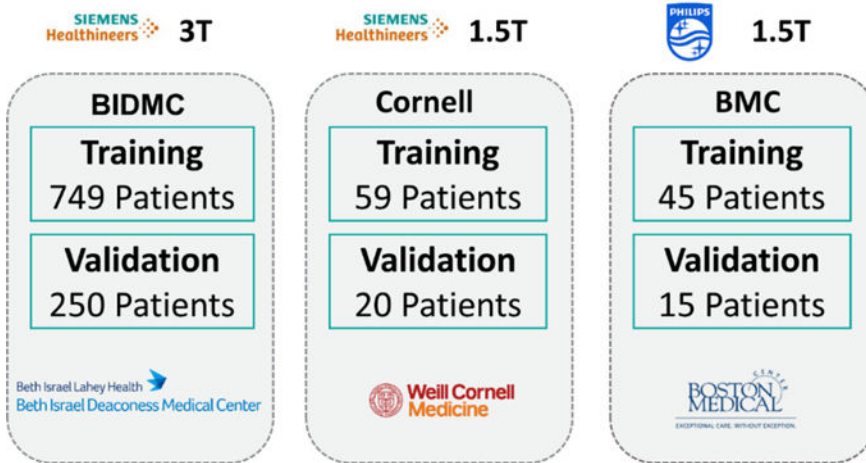 SIEMENS
Healthineers
3T
SIEMENS
Healthineers
1.5T
PHILIPS
1.5T
BIDMC
Training
749 Patients
Validation
250 Patients
Beth Israel Lahey Health
Beth Israel Deaconess Medical Center
Cornell
Training
59 Patients
Validation
20 Patients
Weill Cornell
Medicine
BMC
Training
45 Patients
Validation
15 Patients
BOSTON
MEDICAL
CENTER
EXCEPTIONAL CARE. WITHOUT EXCEPTION.